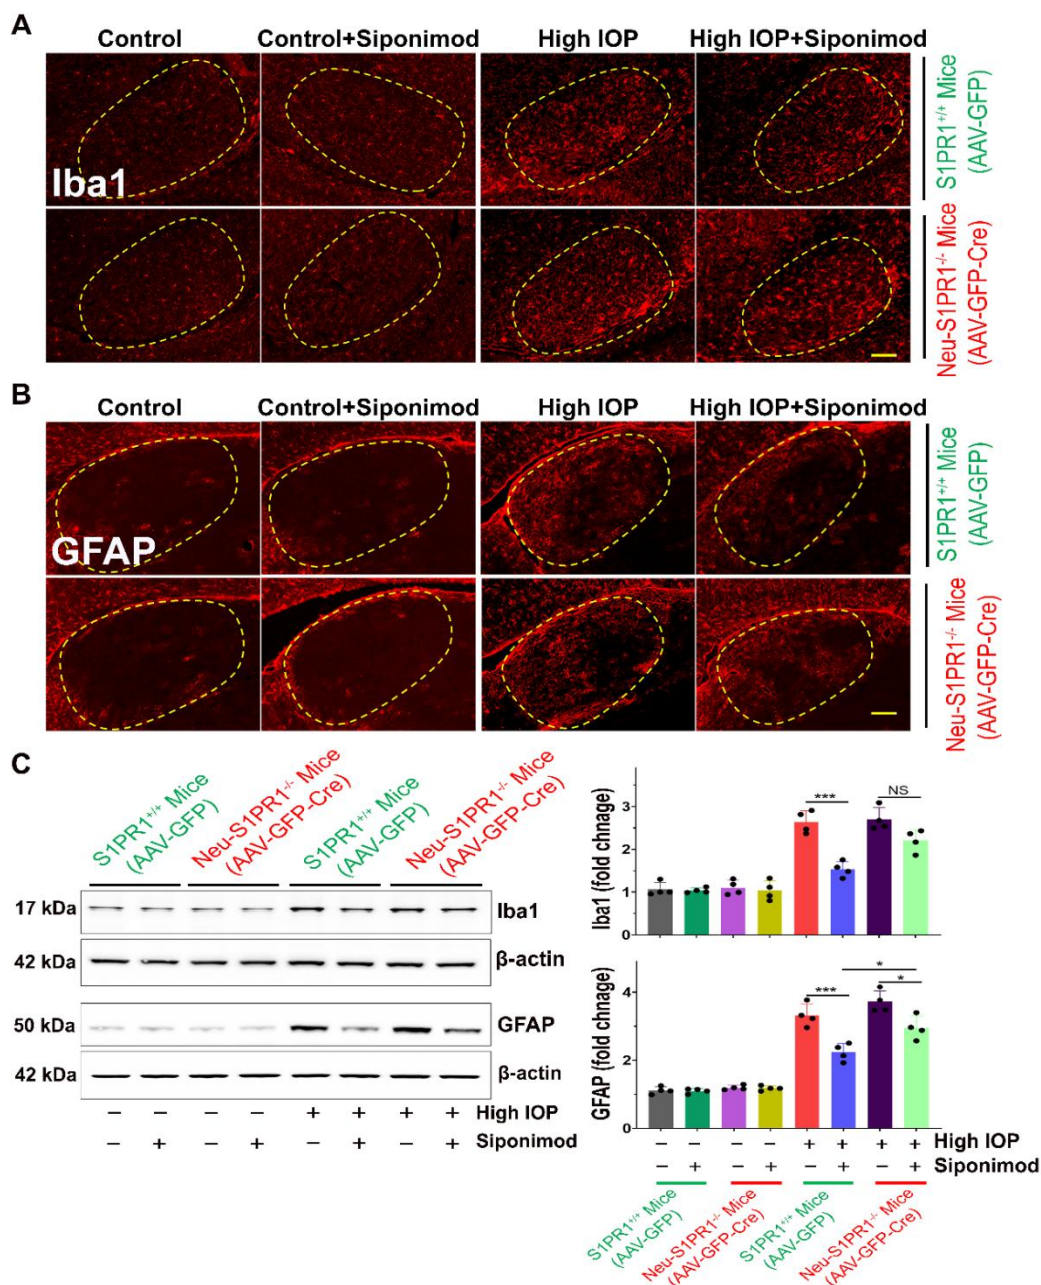 A
Control Control+Siponimod High IOP High IOP+Siponimod
Iba1
S1PR1+/+ Mice
(AAV-GFP)
Neu-S1PR1-/- Mice
(AAV-GFP-Cre)
B
Control Control+Siponimod High IOP High IOP+Siponimod
GFAP
S1PR1+/+ Mice
(AAV-GFP)
Neu-S1PR1-/- Mice
(AAV-GFP-Cre)
C
S1PR1+/+ Mice
(AAV-GFP)
Neu-S1PR1-/- Mice
(AAV-GFP-Cre)
S1PR1+/+ Mice
(AAV-GFP)
Neu-S1PR1-/- Mice
(AAV-GFP-Cre)
17 kDa Iba1
42 kDa β-actin
50 kDa GFAP
42 kDa β-actin
− − − − + + + + High IOP
− + − + − + − + Siponimod
Iba1 (fold chnage)
3
2
1
0
*** NS
GFAP (fold chnage)
4
2
0
*
*** *
− − − − + + + + High IOP
− + − + − + − + Siponimod
S1PR1+/+ Mice
(AAV-GFP)
Neu-S1PR1-/- Mice
(AAV-GFP-Cre)
S1PR1+/+ Mice
(AAV-GFP)
Neu-S1PR1-/- Mice
(AAV-GFP-Cre)